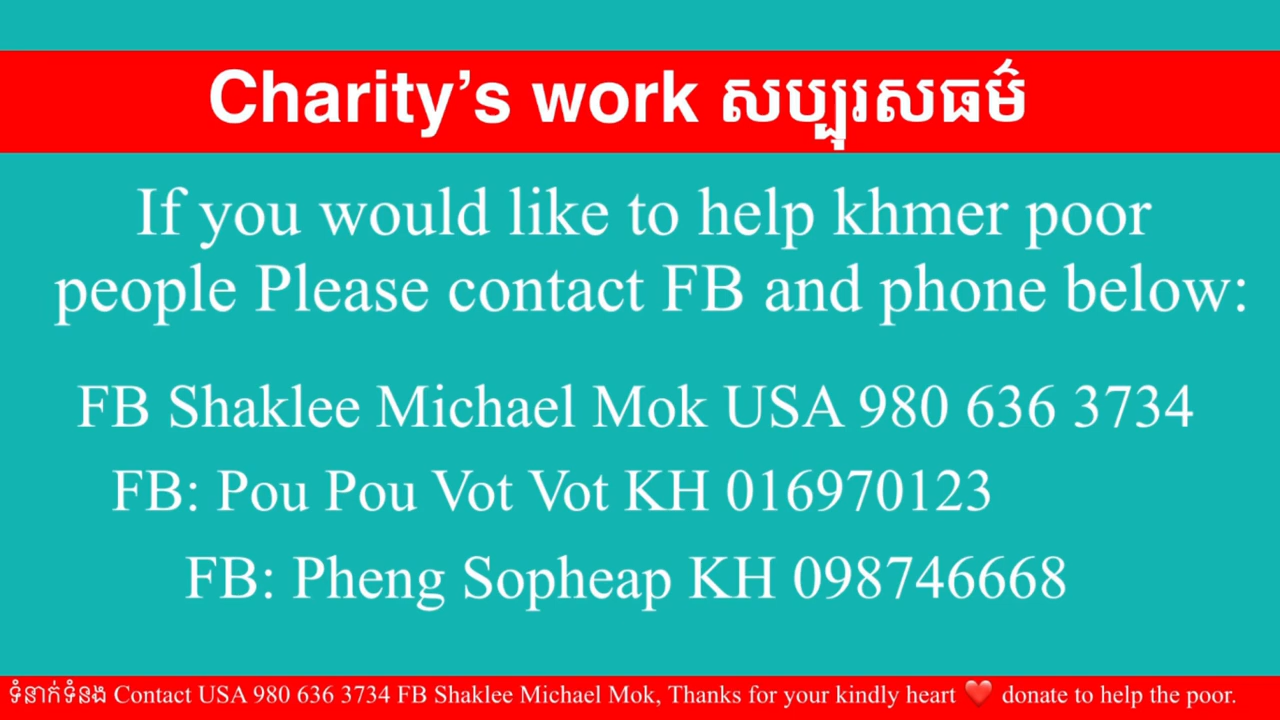 Charity’s work សប្បុរសធម៌
If you would like to help khmer poor
people Please contact FB and phone below:
FB Shaklee Michael Mok USA 980 636 3734
FB: Pou Pou Vot Vot KH 016970123
FB: Pheng Sopheap KH 098746668
ទំនាក់ទំនង Contact USA 980 636 3734 FB Shaklee Michael Mok, Thanks for your kindly heart ❤️ donate to help the poor.